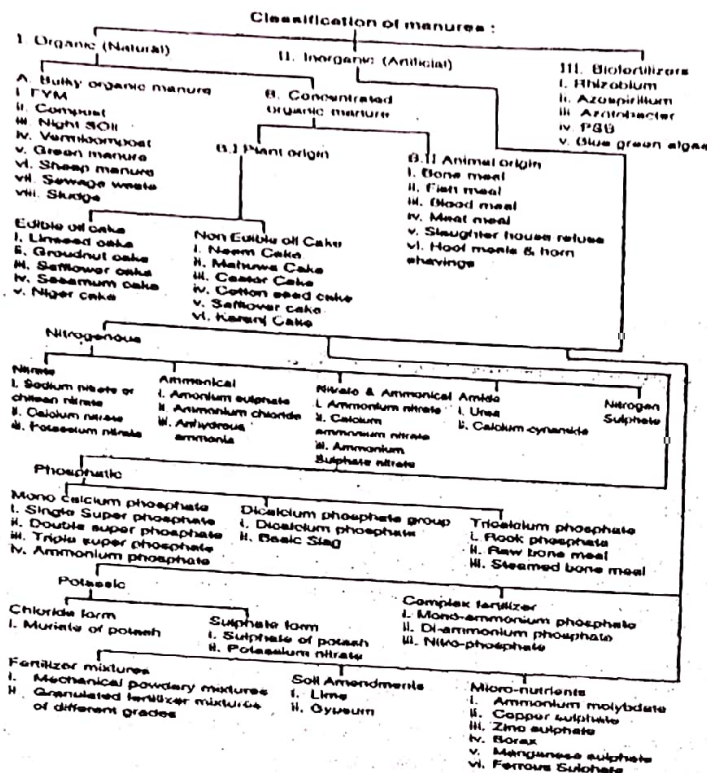 Classification of manures :
I. Organic (Natural)
II. Inorganic (Artificial)
III. Biofertilizers
i. Rhizobium
ii. Azospirillum
iii Azotobacter
iv. PSB
v. Blue green algae
A. Bulky organic manure
i. FYM
ii. Compost
iii. Night SOil
iv. Vermikompost
v. Green manure
vi. Sheep manure
vii. Sewage waste
viii. Sludge
B. Concentrated
organic manure
B.I Plant origin
B.II Animal origin
i. Bone meal
ii. Fish meal
iii. Blood meal
iv. Meat meal
v. Slaughter house refuse
vi. Hoof meals & horn
shavings
Edible oil cake
i. Linseed cake
ii. Groudnut cake
iii. Safflower cake
iv. Sesamum cake
v. Niger cake
Non Edible oil Cake
i. Neem Cake
ii. Mahuwa Cake
iii. Castor Cake
iv. Cotton seed cake
v. Safflover cake
vi. Karanj Cake
Nitrogenous
Nitrate
i. Sodium nitrate or
chilean nitrate
ii. Calcium nitrate
iii. Potassium nitrate
Ammonical
i. Amonium sulphate
ii. Ammonium chloride
iii. Anhydrous
ammonia
Nitrate & Ammonical
i. Ammonium nitrate
ii. Calcium
ammonium nitrate
iii. Ammonium
Sulphate nitrate
Amide
i. Urea
ii. Calcium cynamide
Nitrogen
Sulphate
Phosphatic
Mono calcium phosphate
i. Single Super phosphate
ii. Double super phosphate
iii. Triple super phosphate
iv. Ammonium phosphate
Dicalcium phosphate group
i. Dicalcium phosphate
ii. Basic Slag
Tricalcium phosphate
i. Rock phosphate
ii. Raw bone meal
iii. Steamed bone meal
Potassic
Chloride form
i. Muriate of potash
Sulphate form
i. Sulphate of potash
ii. Potassium nitrate
Complex fertilizer
i. Mono-ammonium phosphate
ii. Di-ammonium phosphate
iii. Nitro-phosphate
Fertilizer mixtures
i. Mechanical powdery mixtures
ii Granulated fertilizer mixtures
of different grades
Soil Amendments
i. Lime
ii. Gypsum
Micro-nutrients
i. Ammonium molybdate
ii. Copper sulphate
iii. Zinc sulphate
iv. Borax
v. Manganese sulphate
vi. Ferrous Sulphate